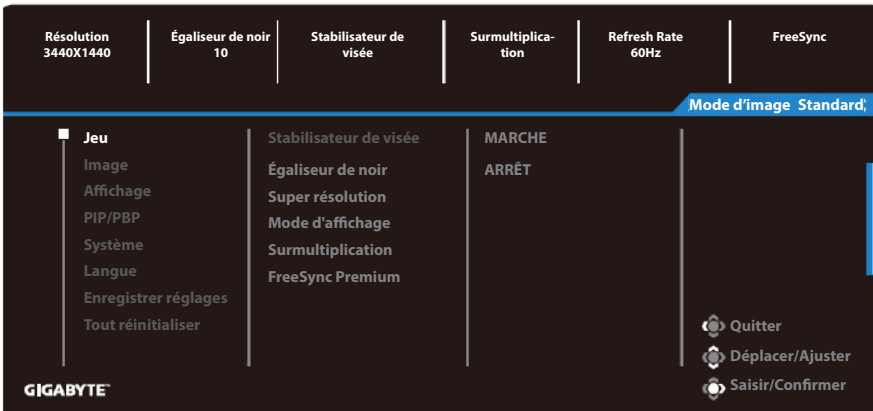 Résolution
3440X1440
Égaliseur de noir
10
Stabilisateur de
visée
Surmultiplica-
tion
Refresh Rate
60Hz
FreeSync
Mode d’image Standard
Jeu
Image
Affichage
PIP/PBP
Système
Langue
Enregistrer réglages
Tout réinitialiser
Stabilisateur de visée
Égaliseur de noir
Super résolution
Mode d'affichage
Surmultiplication
FreeSync Premium
MARCHE
ARRÊT
Quitter
Déplacer/Ajuster
Saisir/Confirmer
GIGABYTE™